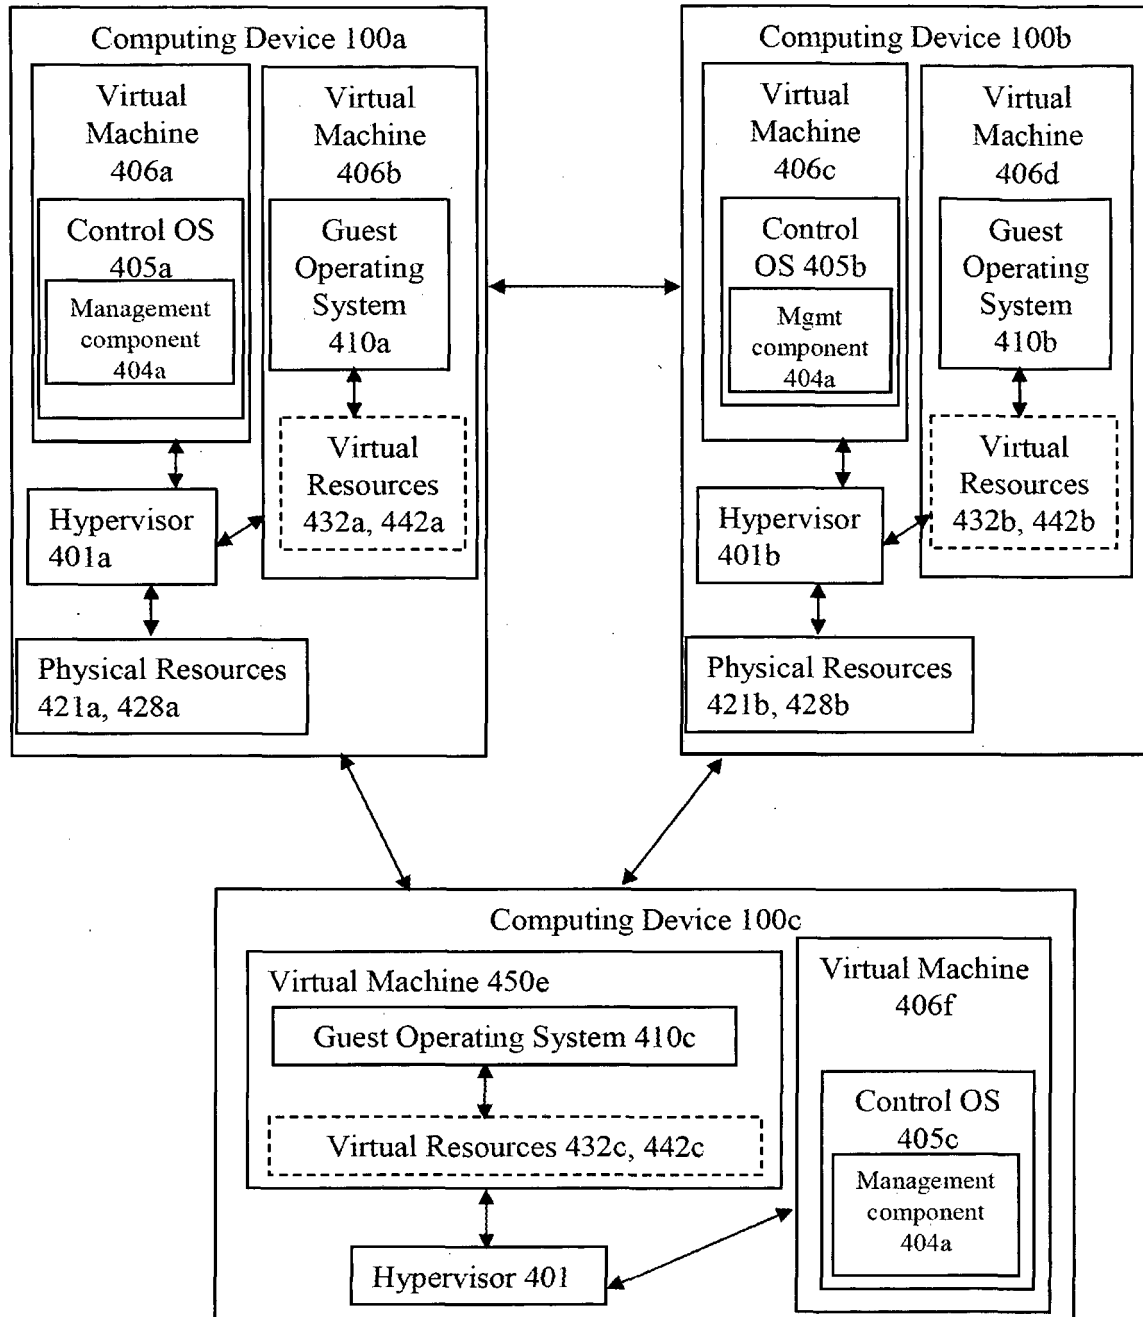 Computing Device 100a
Virtual
Machine
406a
Control OS
405a
Management
component
404a
Virtual
Machine
406b
Guest
Operating
System
410a
Virtual
Resources
432a, 442a
Hypervisor
401a
Physical Resources
421a, 428a
Computing Device 100b
Virtual
Machine
406c
Control
OS 405b
Mgmt
component
404a
Virtual
Machine
406d
Guest
Operating
System
410b
Virtual
Resources
432b, 442b
Hypervisor
401b
Physical Resources
421b, 428b
Computing Device 100c
Virtual Machine 450e
Guest Operating System 410c
Virtual Resources 432c, 442c
Hypervisor 401
Virtual Machine
406f
Control OS
405c
Management
component
404a